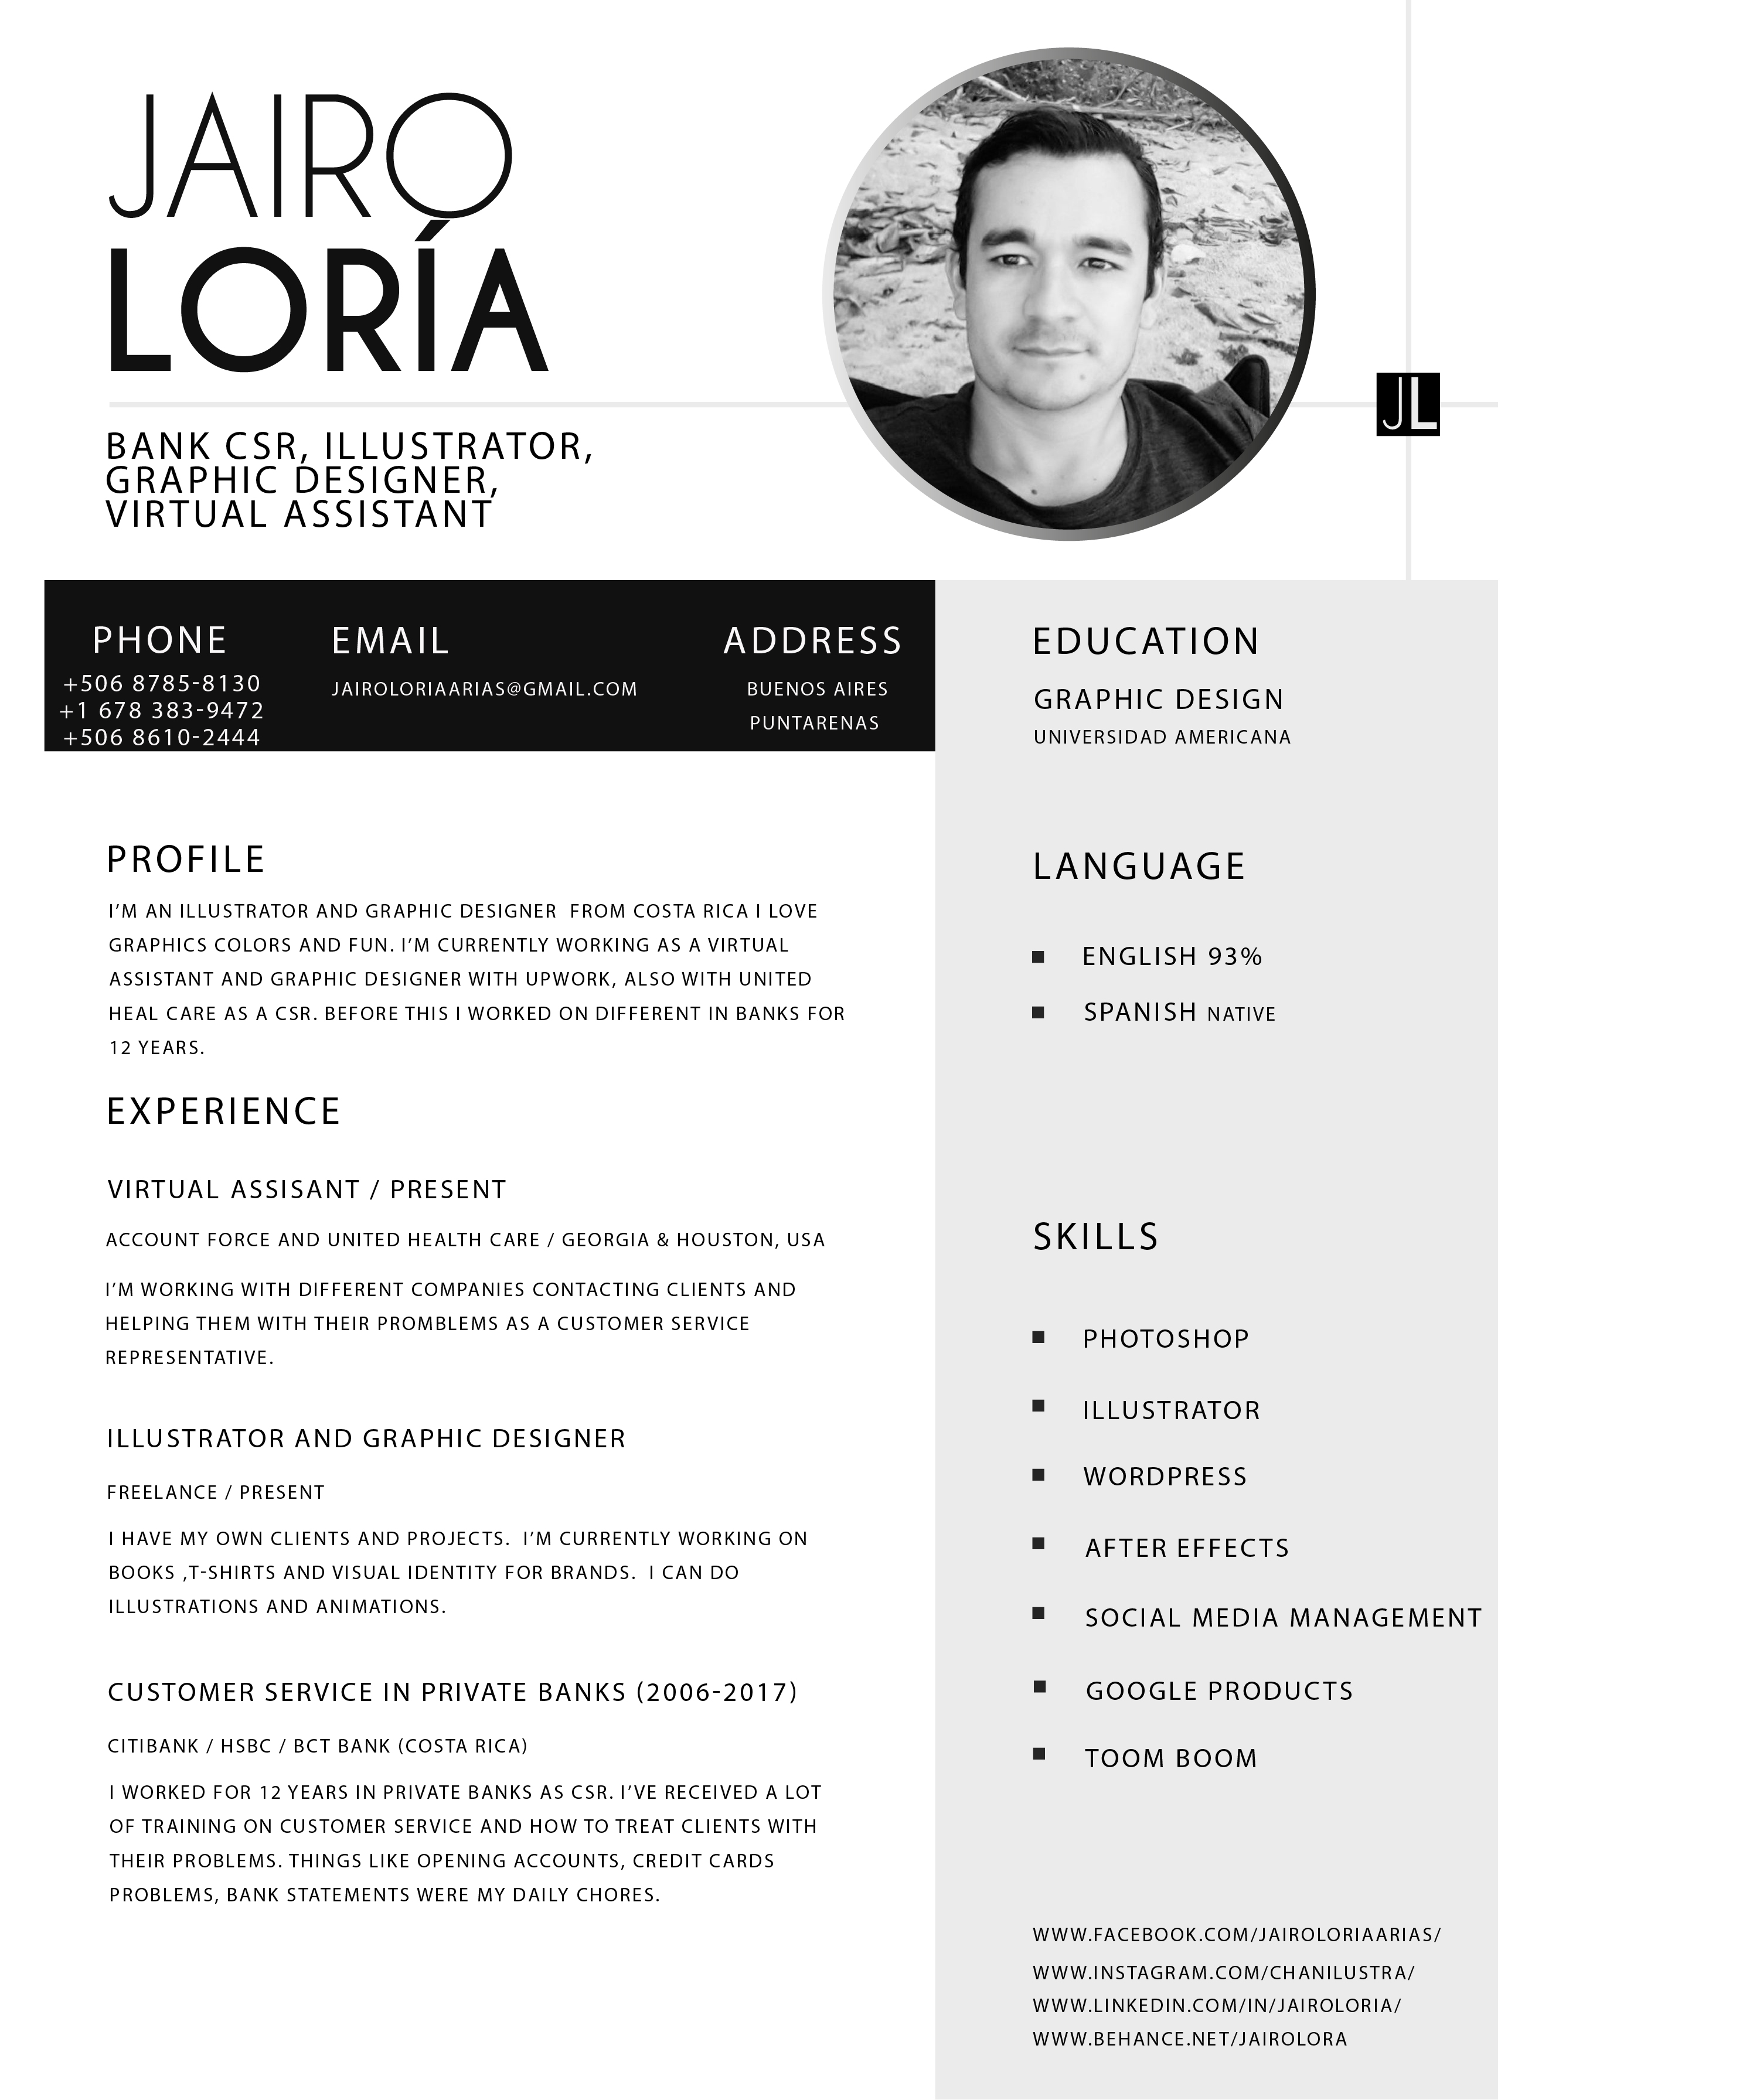 JAIRO
LORÍA
JL
BANK CSR, ILLUSTRATOR,
GRAPHIC DESIGNER,
VIRTUAL ASSISTANT
PHONE
+506 8785-8130
+1 678 383-9472
+506 8610-2444
EMAIL
JAIROLORIAARIAS@GMAIL.COM
ADDRESS
BUENOS AIRES
PUNTARENAS
PROFILE
I'M AN ILLUSTRATOR AND GRAPHIC DESIGNER  FROM COSTA RICA I LOVE
GRAPHICS COLORS AND FUN. I'M CURRENTLY WORKING AS A VIRTUAL
ASSISTANT AND GRAPHIC DESIGNER WITH UPWORK, ALSO WITH UNITED
HEAL CARE AS A CSR. BEFORE THIS I WORKED ON DIFFERENT IN BANKS FOR
12 YEARS.
EXPERIENCE
VIRTUAL ASSISANT / PRESENT
ACCOUNT FORCE AND UNITED HEALTH CARE / GEORGIA & HOUSTON, USA
I'M WORKING WITH DIFFERENT COMPANIES CONTACTING CLIENTS AND
HELPING THEM WITH THEIR PROMBLEMS AS A CUSTOMER SERVICE
REPRESENTATIVE.
ILLUSTRATOR AND GRAPHIC DESIGNER
FREELANCE / PRESENT
I HAVE MY OWN CLIENTS AND PROJECTS.  I'M CURRENTLY WORKING ON
BOOKS ,T-SHIRTS AND VISUAL IDENTITY FOR BRANDS.  I CAN DO
ILLUSTRATIONS AND ANIMATIONS.
CUSTOMER SERVICE IN PRIVATE BANKS (2006-2017)
CITIBANK / HSBC / BCT BANK (COSTA RICA)
I WORKED FOR 12 YEARS IN PRIVATE BANKS AS CSR. I'VE RECEIVED A LOT
OF TRAINING ON CUSTOMER SERVICE AND HOW TO TREAT CLIENTS WITH
THEIR PROBLEMS. THINGS LIKE OPENING ACCOUNTS, CREDIT CARDS
PROBLEMS, BANK STATEMENTS WERE MY DAILY CHORES.
EDUCATION
GRAPHIC DESIGN
UNIVERSIDAD AMERICANA
LANGUAGE
ENGLISH 93%
SPANISH NATIVE
SKILLS
PHOTOSHOP
ILLUSTRATOR
WORDPRESS
AFTER EFFECTS
SOCIAL MEDIA MANAGEMENT
GOOGLE PRODUCTS
TOOM BOOM
WWW.FACEBOOK.COM/JAIROLORIAARIAS/
WWW.INSTAGRAM.COM/CHANILUSTRA/
WWW.LINKEDIN.COM/IN/JAIROLORIA/
WWW.BEHANCE.NET/JAIROLORA